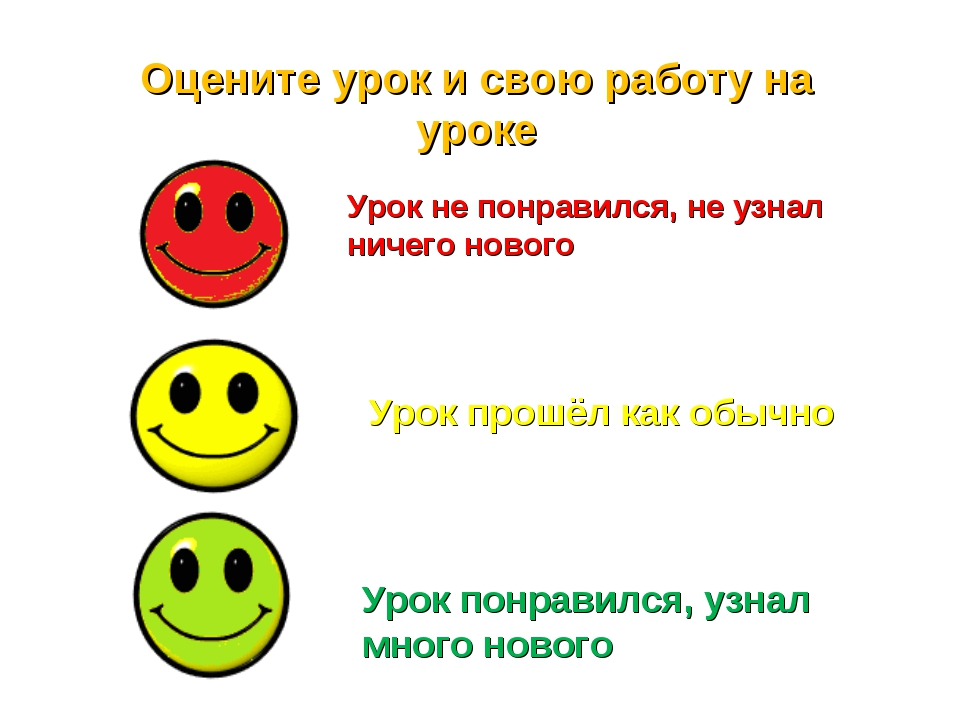 Оцените урок и свою работу на
уроке
Урок не понравился, не узнал
ничего нового
Урок прошёл как обычно
Урок понравился, узнал
много нового